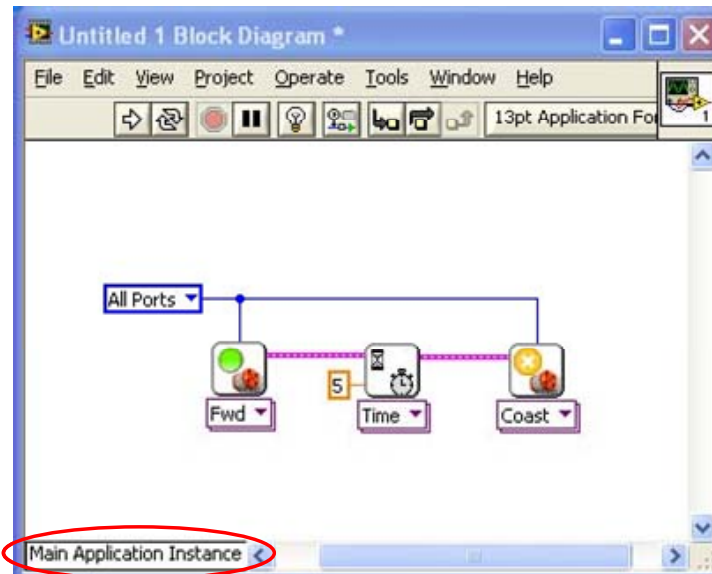 Untitled 1 Block Diagram *
File Edit View Project Operate Tools Window Help
13pt Application Fo
1
All Ports
5
Fwd Time Coast
Main Application Instance